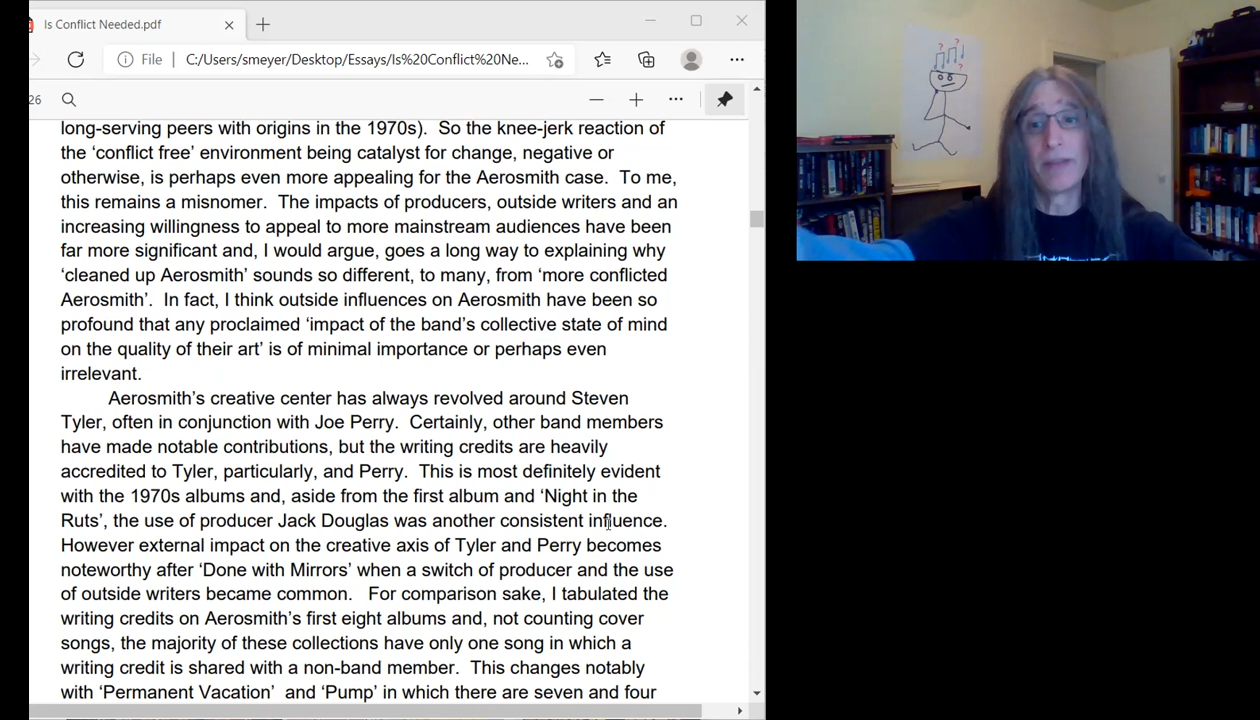 Is Conflict Needed.pdf
File
C:/Users/smeyer/Desktop/Essays/Is%20Conflict%20Ne...
26
long-serving peers with origins in the 1970s).  So the knee-jerk reaction of
the ‘conflict free’ environment being catalyst for change, negative or
otherwise, is perhaps even more appealing for the Aerosmith case.  To me,
this remains a misnomer.  The impacts of producers, outside writers and an
increasing willingness to appeal to more mainstream audiences have been
far more significant and, I would argue, goes a long way to explaining why
‘cleaned up Aerosmith’ sounds so different, to many, from ‘more conflicted
Aerosmith’.  In fact, I think outside influences on Aerosmith have been so
profound that any proclaimed ‘impact of the band’s collective state of mind
on the quality of their art’ is of minimal importance or perhaps even
irrelevant.
Aerosmith’s creative center has always revolved around Steven
Tyler, often in conjunction with Joe Perry.  Certainly, other band members
have made notable contributions, but the writing credits are heavily
accredited to Tyler, particularly, and Perry.  This is most definitely evident
with the 1970s albums and, aside from the first album and ‘Night in the
Ruts’, the use of producer Jack Douglas was another consistent influence.
However external impact on the creative axis of Tyler and Perry becomes
noteworthy after ‘Done with Mirrors’ when a switch of producer and the use
of outside writers became common.   For comparison sake, I tabulated the
writing credits on Aerosmith’s first eight albums and, not counting cover
songs, the majority of these collections have only one song in which a
writing credit is shared with a non-band member.  This changes notably
with ‘Permanent Vacation’  and ‘Pump’ in which there are seven and four